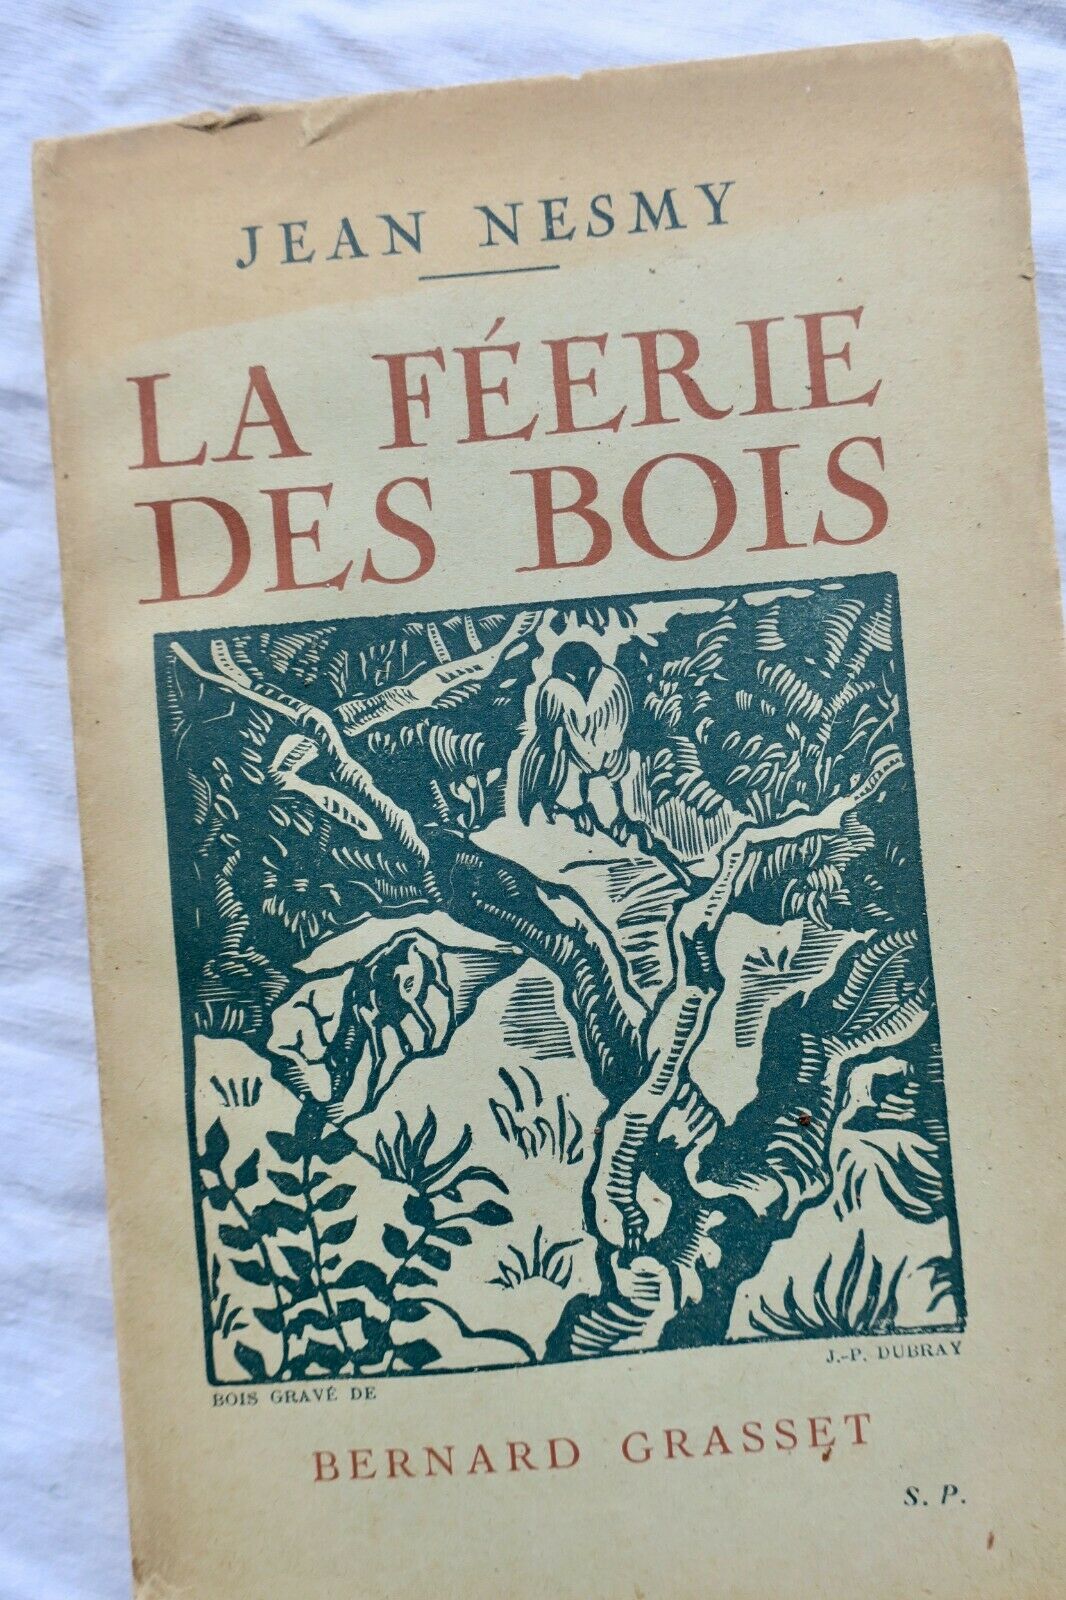 JEAN NESMY
LA FÉERIE
DES BOIS
BOIS GRAVÉ DE
J.-P. DUBRAY
BERNARD GRASSET
S. P.